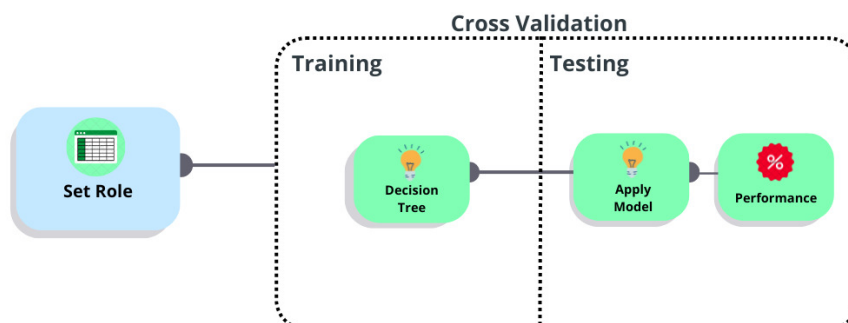 Cross Validation
Training
Testing
Set Role
Decision
Tree
Apply
Model
%
Performance